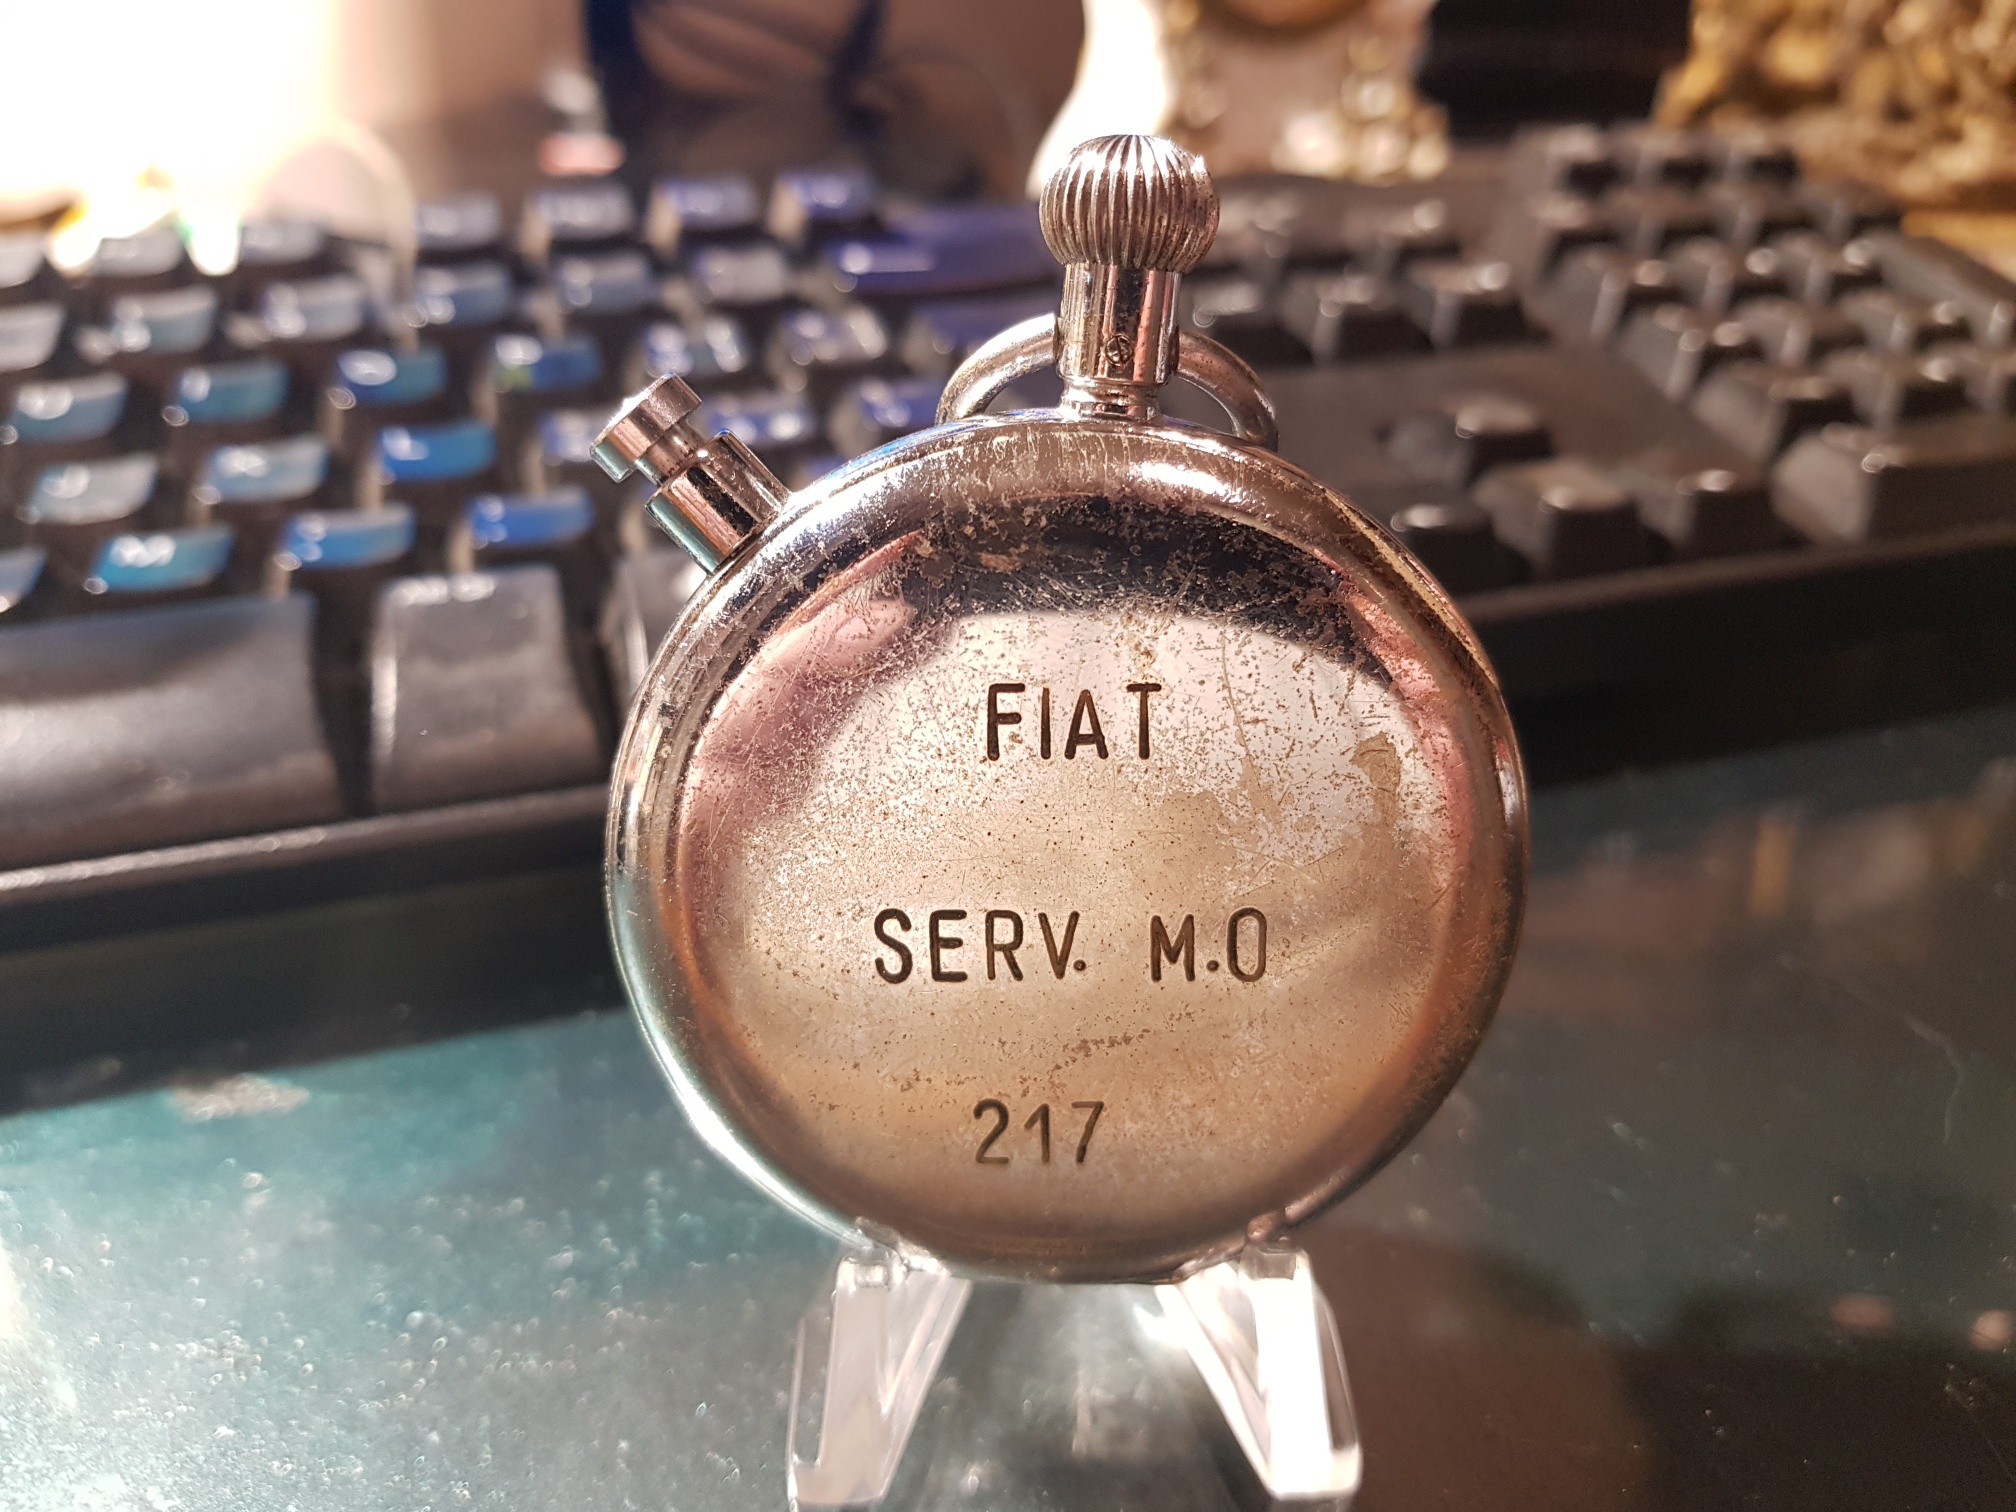 FIAT
SERV. M.O
217